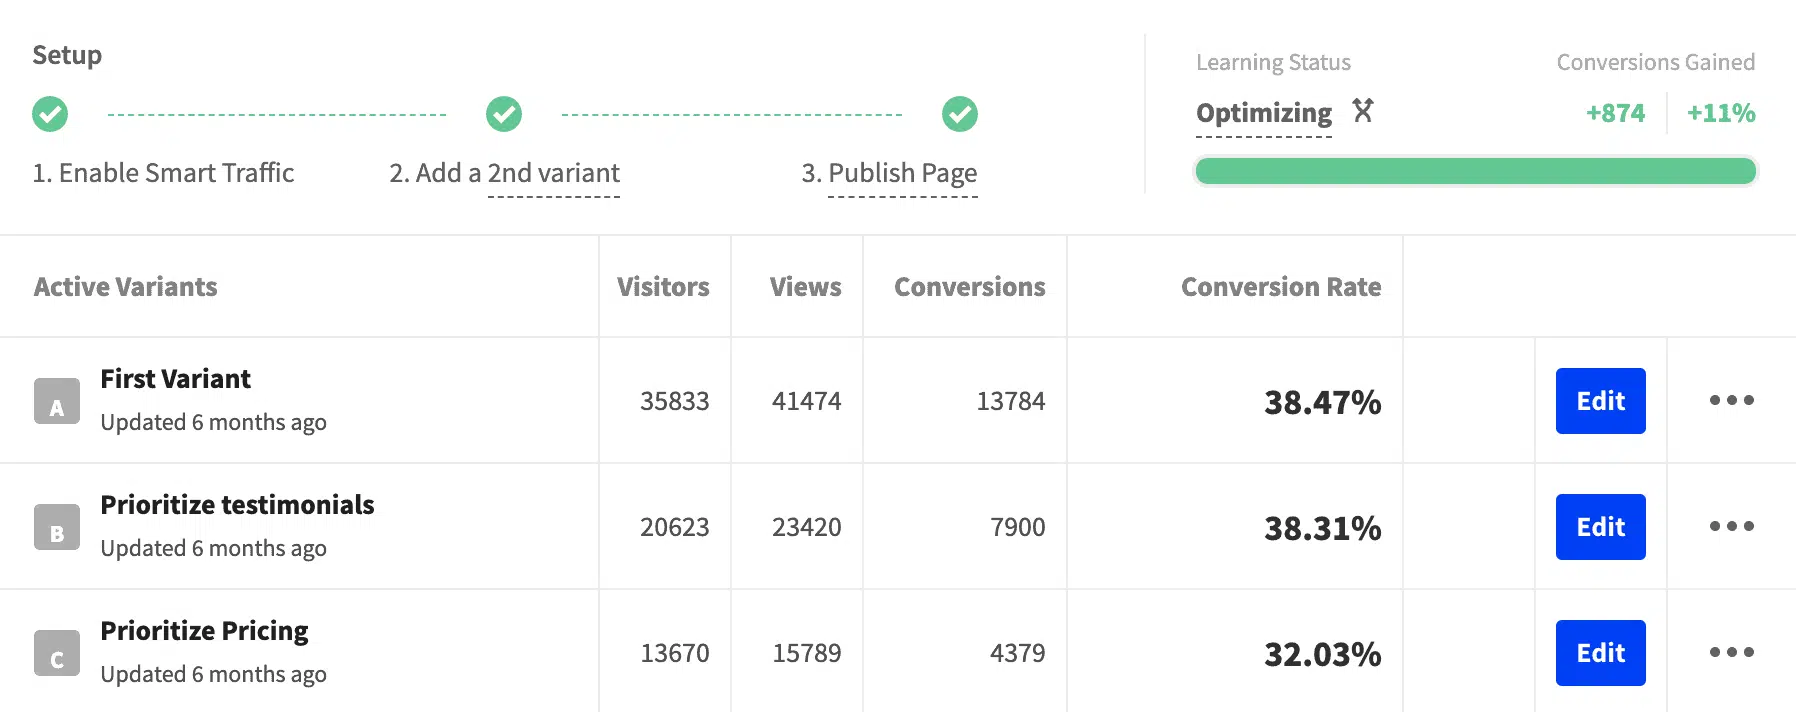 Setup
1. Enable Smart Traffic
2. Add a 2nd variant
3. Publish Page
Learning Status
Conversions Gained
Optimizing
+874
+11%
Active Variants Visitors Views Conversions Conversion Rate
A
First Variant
Updated 6 months ago
35833 41474 13784 38.47% Edit
B
Prioritize testimonials
Updated 6 months ago
20623 23420 7900 38.31% Edit
C
Prioritize Pricing
Updated 6 months ago
13670 15789 4379 32.03% Edit